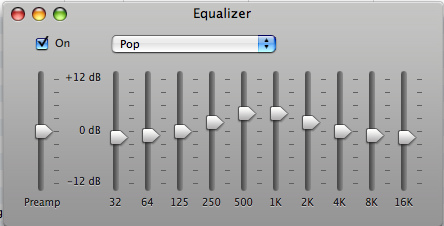 Equalizer
On
Pop
+12 dB
0 dB
-12 dB
Preamp 32 64 125 250 500 1K 2K 4K 8K 16K